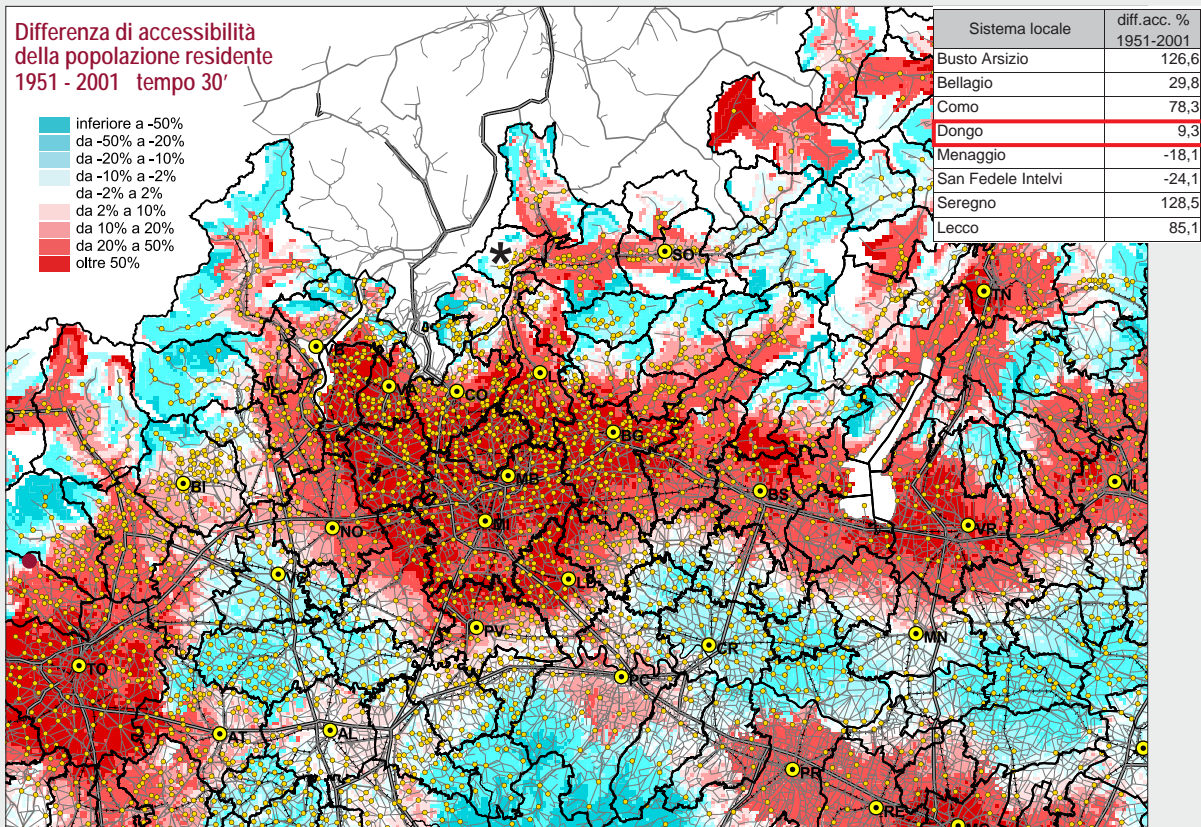 Differenza di accessibilità
della popolazione residente
1951 - 2001   tempo 30'
inferiore a -50%
da -50% a -20%
da -20% a -10%
da -10% a -2%
da -2% a 2%
da 2% a 10%
da 10% a 20%
da 20% a 50%
oltre 50%
Sistema locale diff.acc. % 1951-2001
Busto Arsizio 126,6
Bellagio 29,8
Como 78,3
Dongo 9,3
Menaggio -18,1
San Fedele Intelvi -24,1
Seregno 128,5
Lecco 85,1
*
SO
TN
VB
CO
BG
BI
MB
BS
VI
NO
MI
VR
VC
PV
MN
TO
CR
PC
AT
AL
PR
RE